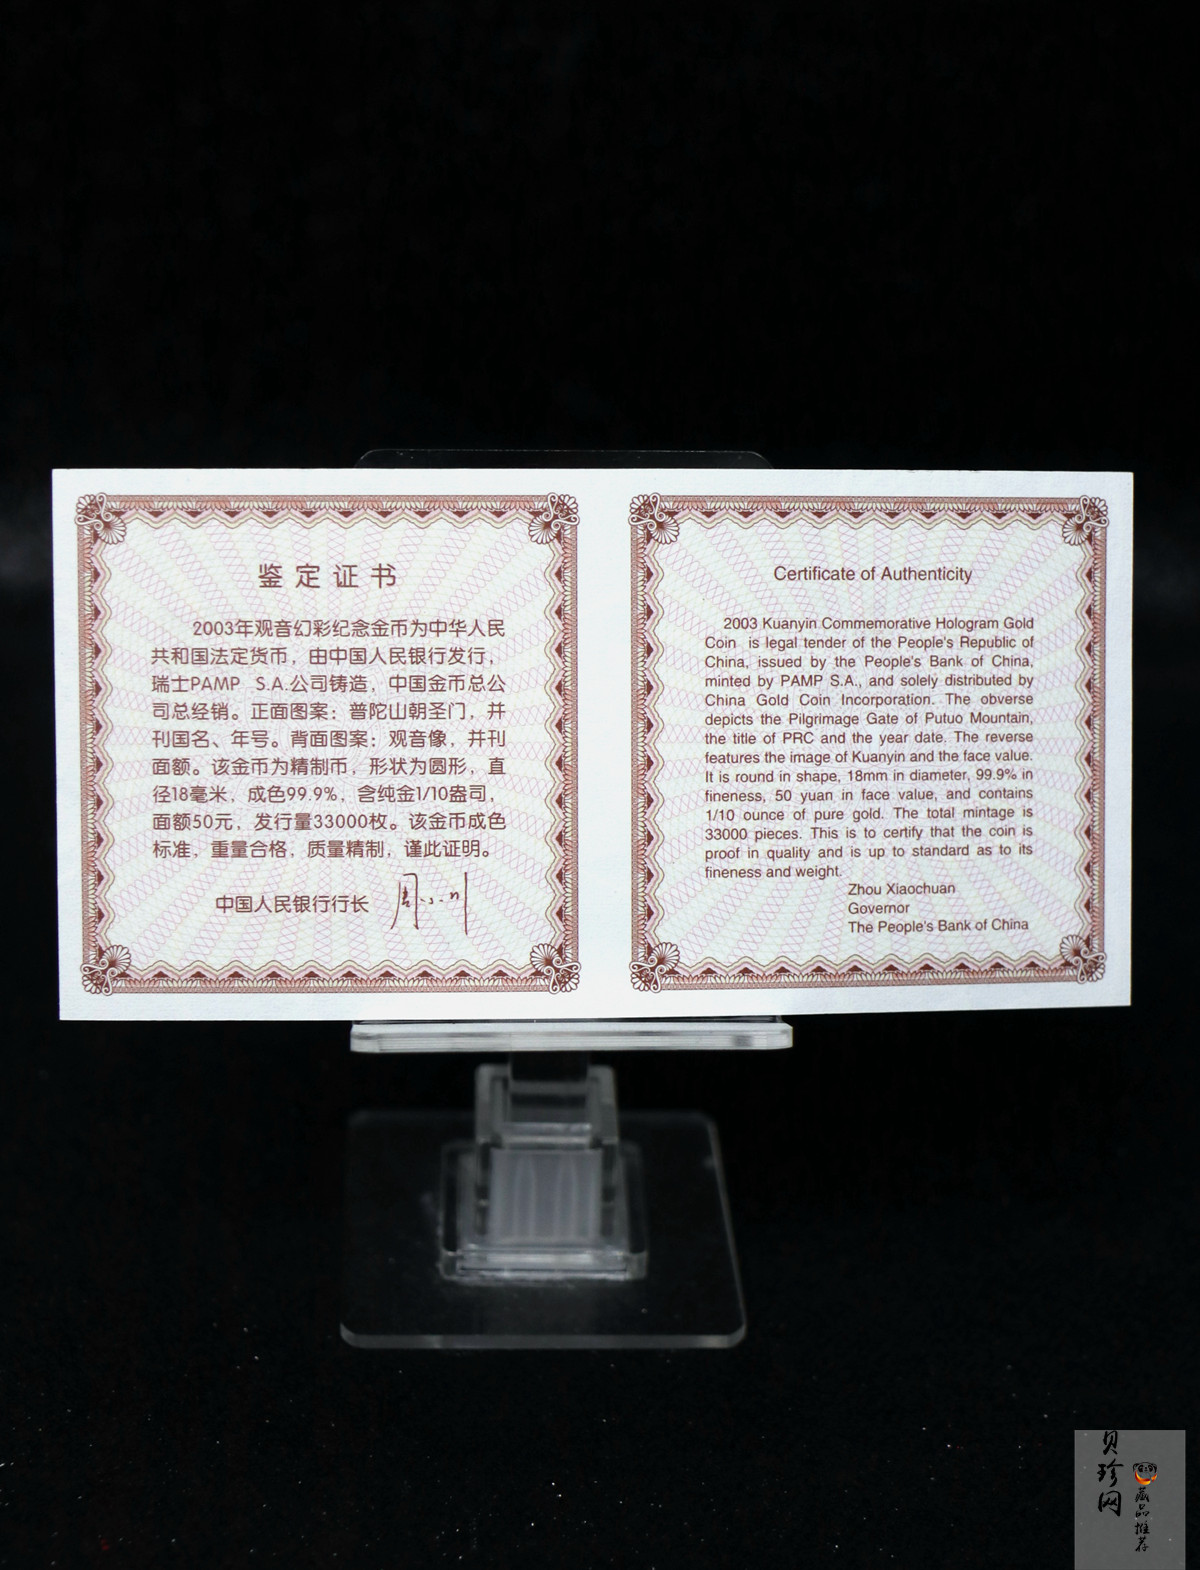 鉴定证书
2003年观音幻彩纪念金币为中华人民
共和国法定货币，由中国人民银行发行，
瑞士PAMP S.A.公司铸造，中国金币总公
司总经销。正面图案：普陀山朝圣门，并
刊国名、年号。背面图案：观音像，并刊
面额。该金币为精制币，形状为圆形，直
径18毫米，成色99.9%，含纯金1/10盎司，
面额50元，发行量33000枚。该金币成色
标准，重量合格，质量精制，谨此证明。
中国人民银行行长 周小川
Certificate of Authenticity
2003 Kuanyin Commemorative Hologram Gold
Coin is legal tender of the People's Republic of
China, issued by the People's Bank of China,
minted by PAMP S.A., and solely distributed by
China Gold Coin Incorporation. The obverse
depicts the Pilgrimage Gate of Putuo Mountain,
the title of PRC and the year date. The reverse
features the image of Kuanyin and the face value.
It is round in shape, 18mm in diameter, 99.9% in
fineness, 50 yuan in face value, and contains
1/10 ounce of pure gold. The total mintage is
33000 pieces. This is to certify that the coin is
proof in quality and is up to standard as to its
fineness and weight.
Zhou Xiaochuan
Governor
The People's Bank of China
贝珍网
藏品推荐